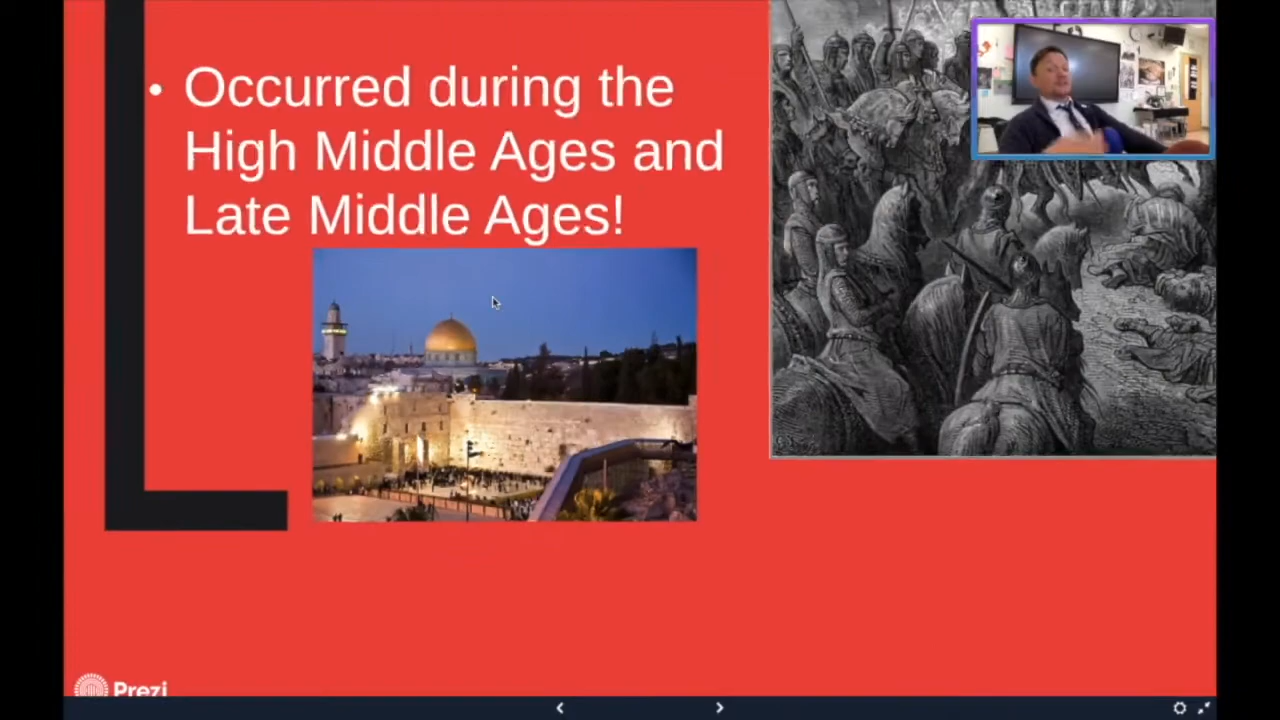 • Occurred during the
High Middle Ages and
Late Middle Ages!
Prezi